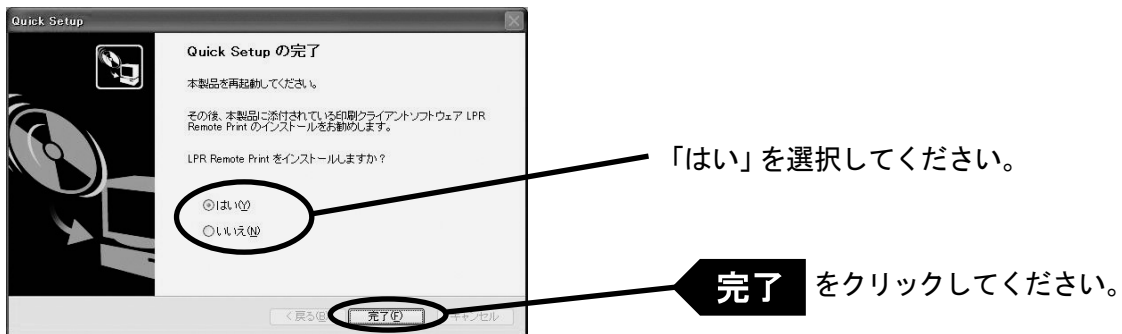 Quick Setup
Quick Setup の完了
本製品を再起動してください。
その後、本製品に添付されている印刷クライアントソフトウェア LPR
Remote Print のインストールをお勧めします。
LPR Remote Print をインストールしますか？
「はい」を選択してください。
はい(Y)
いいえ(N)
完了 をクリックしてください。
< 戻る(B) 完了(F) キャンセル